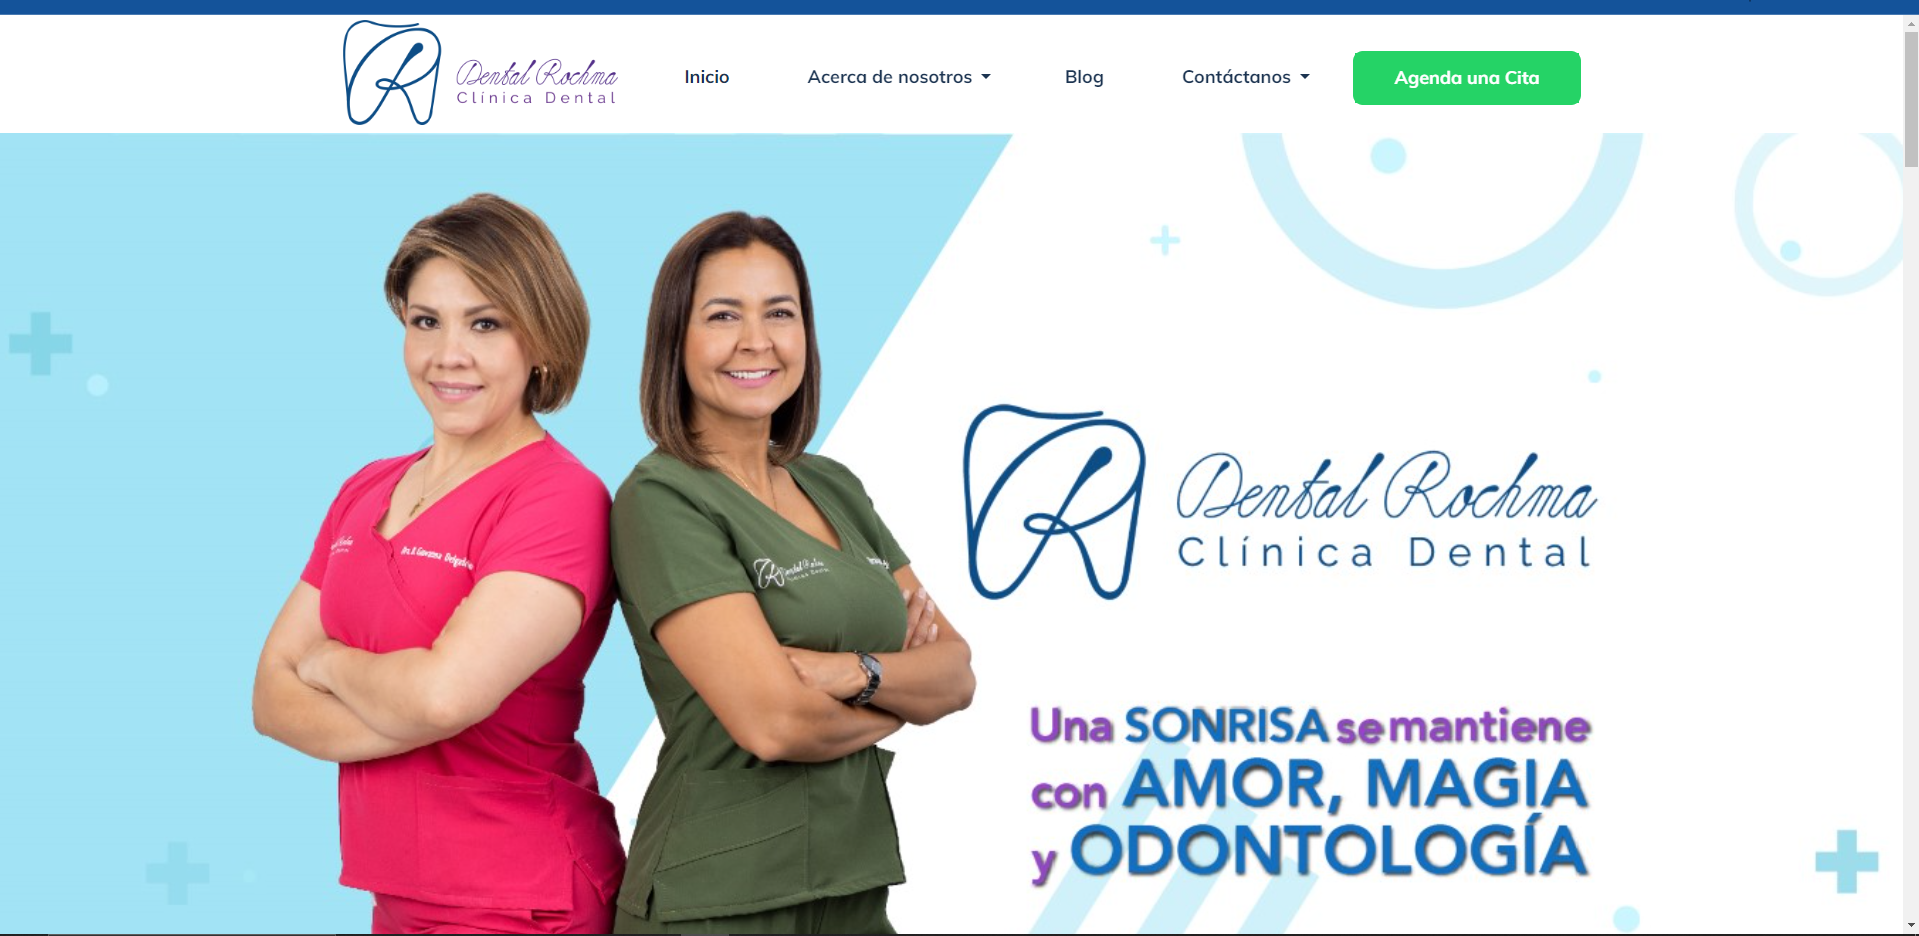 Dental Rochma
Clínica Dental
Inicio
Acerca de nosotros
Blog
Contáctanos
Agenda una Cita
Dental Rochma
Clínica Dental
Una SONRISA se mantiene
con AMOR, MAGIA
y ODONTOLOGÍA